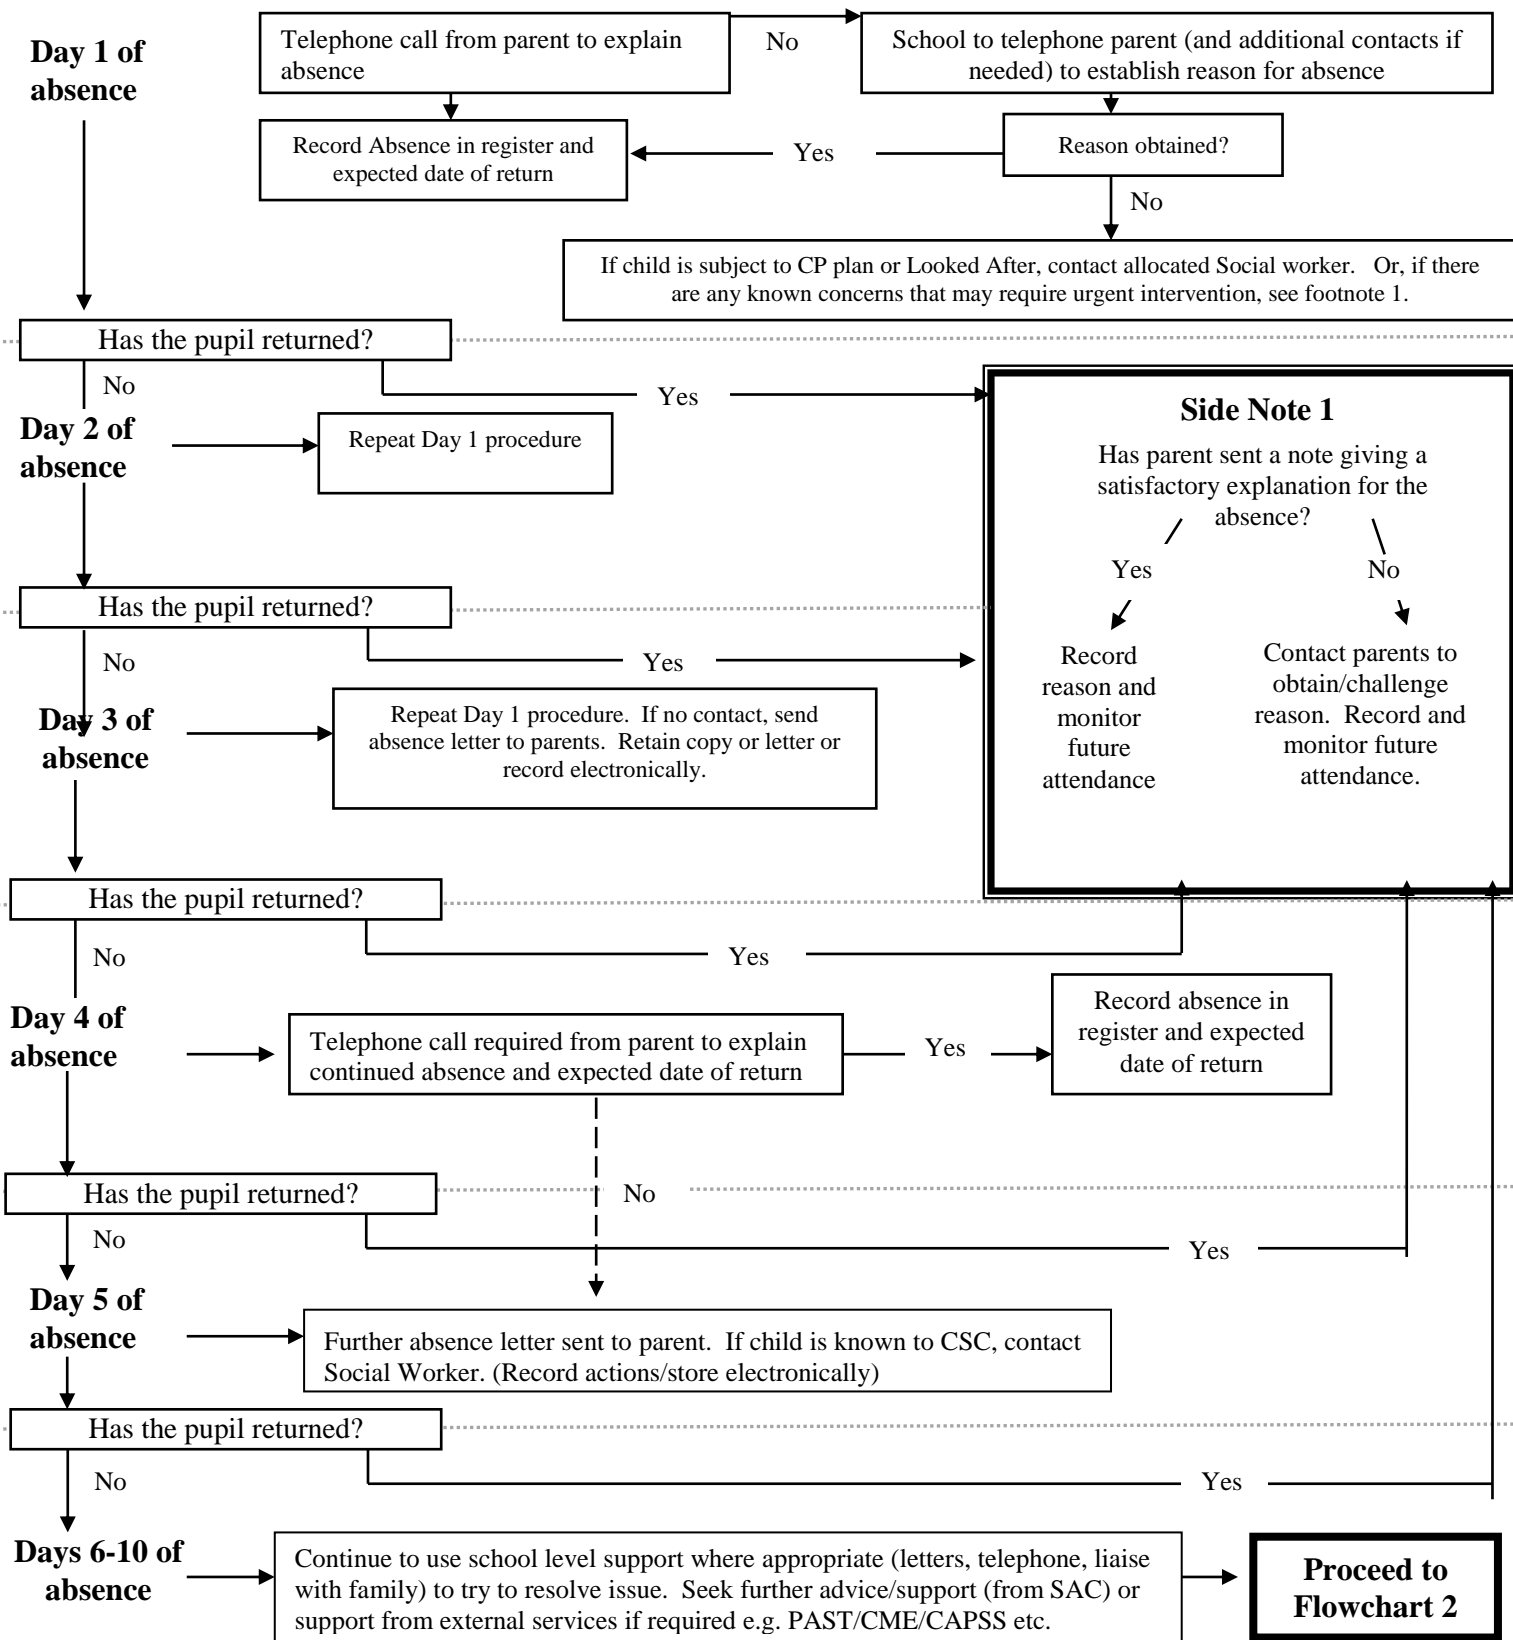 Day 1 of
absence
Telephone call from parent to explain
absence
No
School to telephone parent (and additional contacts if
needed) to establish reason for absence
Record Absence in register and
expected date of return
Yes
Reason obtained?
No
If child is subject to CP plan or Looked After, contact allocated Social worker. Or, if there
are any known concerns that may require urgent intervention, see footnote 1.
Has the pupil returned?
No
Yes
Side Note 1
Has parent sent a note giving a
satisfactory explanation for the
absence?
Yes
No
Record
reason and
monitor
future
attendance
Contact parents to
obtain/challenge
reason. Record and
monitor future
attendance.
Day 2 of
absence
Repeat Day 1 procedure
Has the pupil returned?
No
Yes
Day 3 of
absence
Repeat Day 1 procedure. If no contact, send
absence letter to parents. Retain copy or letter or
record electronically.
Has the pupil returned?
No
Yes
Day 4 of
absence
Telephone call required from parent to explain
continued absence and expected date of return
Yes
Record absence in
register and expected
date of return
Has the pupil returned?
No
No
Yes
Day 5 of
absence
Further absence letter sent to parent. If child is known to CSC, contact
Social Worker. (Record actions/store electronically)
Has the pupil returned?
No
Yes
Days 6-10 of
absence
Continue to use school level support where appropriate (letters, telephone, liaise
with family) to try to resolve issue. Seek further advice/support (from SAC) or
support from external services if required e.g. PAST/CME/CAPSS etc.
Proceed to
Flowchart 2